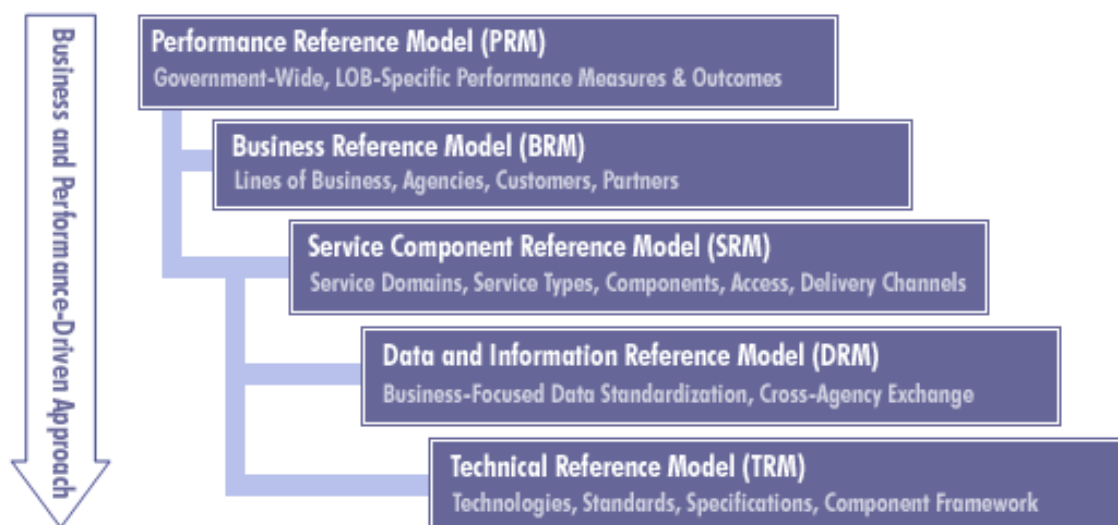 Business and Performance-Driven Approach
Performance Reference Model (PRM)
Government-Wide, LOB-Specific Performance Measures & Outcomes
Business Reference Model (BRM)
Lines of Business, Agencies, Customers, Partners
Service Component Reference Model (SRM)
Service Domains, Service Types, Components, Access, Delivery Channels
Data and Information Reference Model (DRM)
Business-Focused Data Standardization, Cross-Agency Exchange
Technical Reference Model (TRM)
Technologies, Standards, Specifications, Component Framework